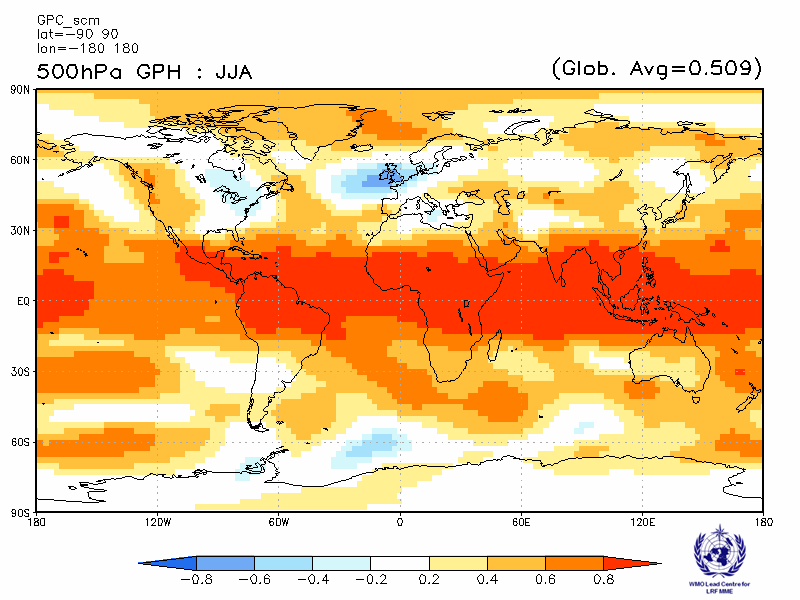 GPC_scm
lat=-90 90
lon=-180 180
500hPa GPH : JJA
(Glob. Avg=0.509)
90N
60N
30N
EQ
30S
60S
90S
180 120W 60W 0 60E 120E 180
-0.8 -0.6 -0.4 -0.2 0.2 0.4 0.6 0.8
WMO Lead Centre for
LRF MME